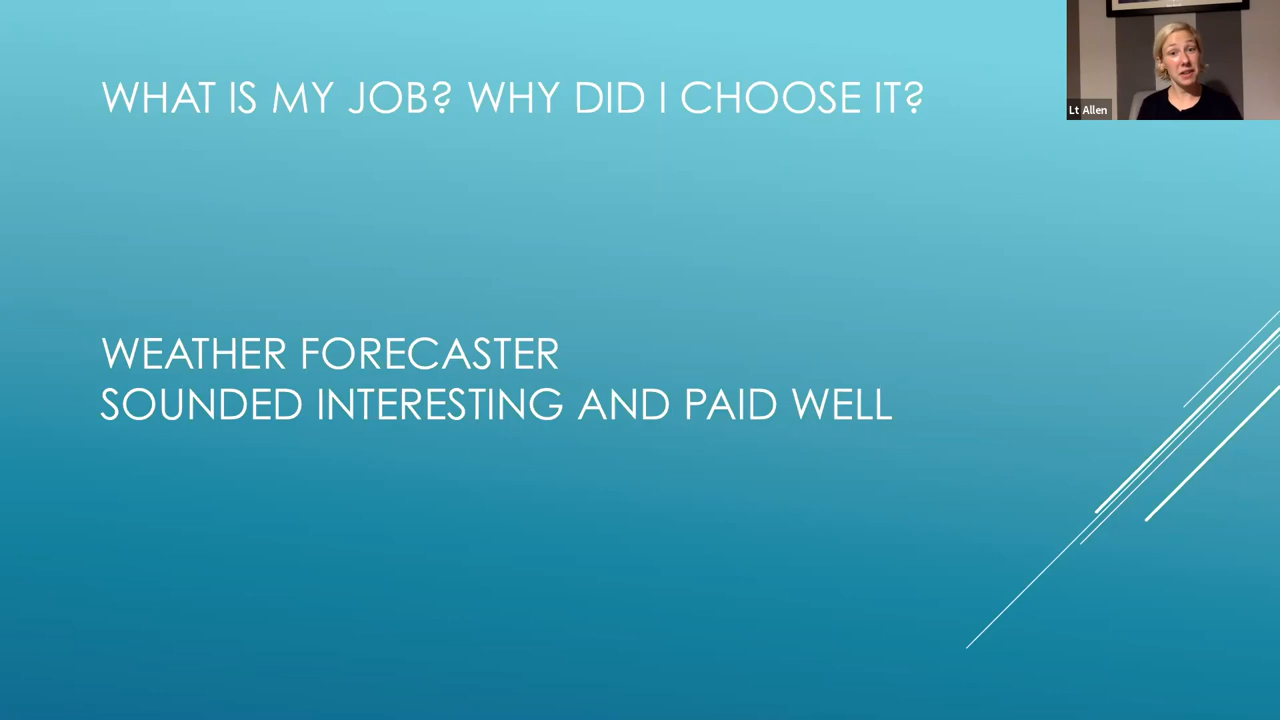 WHAT IS MY JOB? WHY DID I CHOOSE IT?
Lt Allen
WEATHER FORECASTER
SOUNDED INTERESTING AND PAID WELL